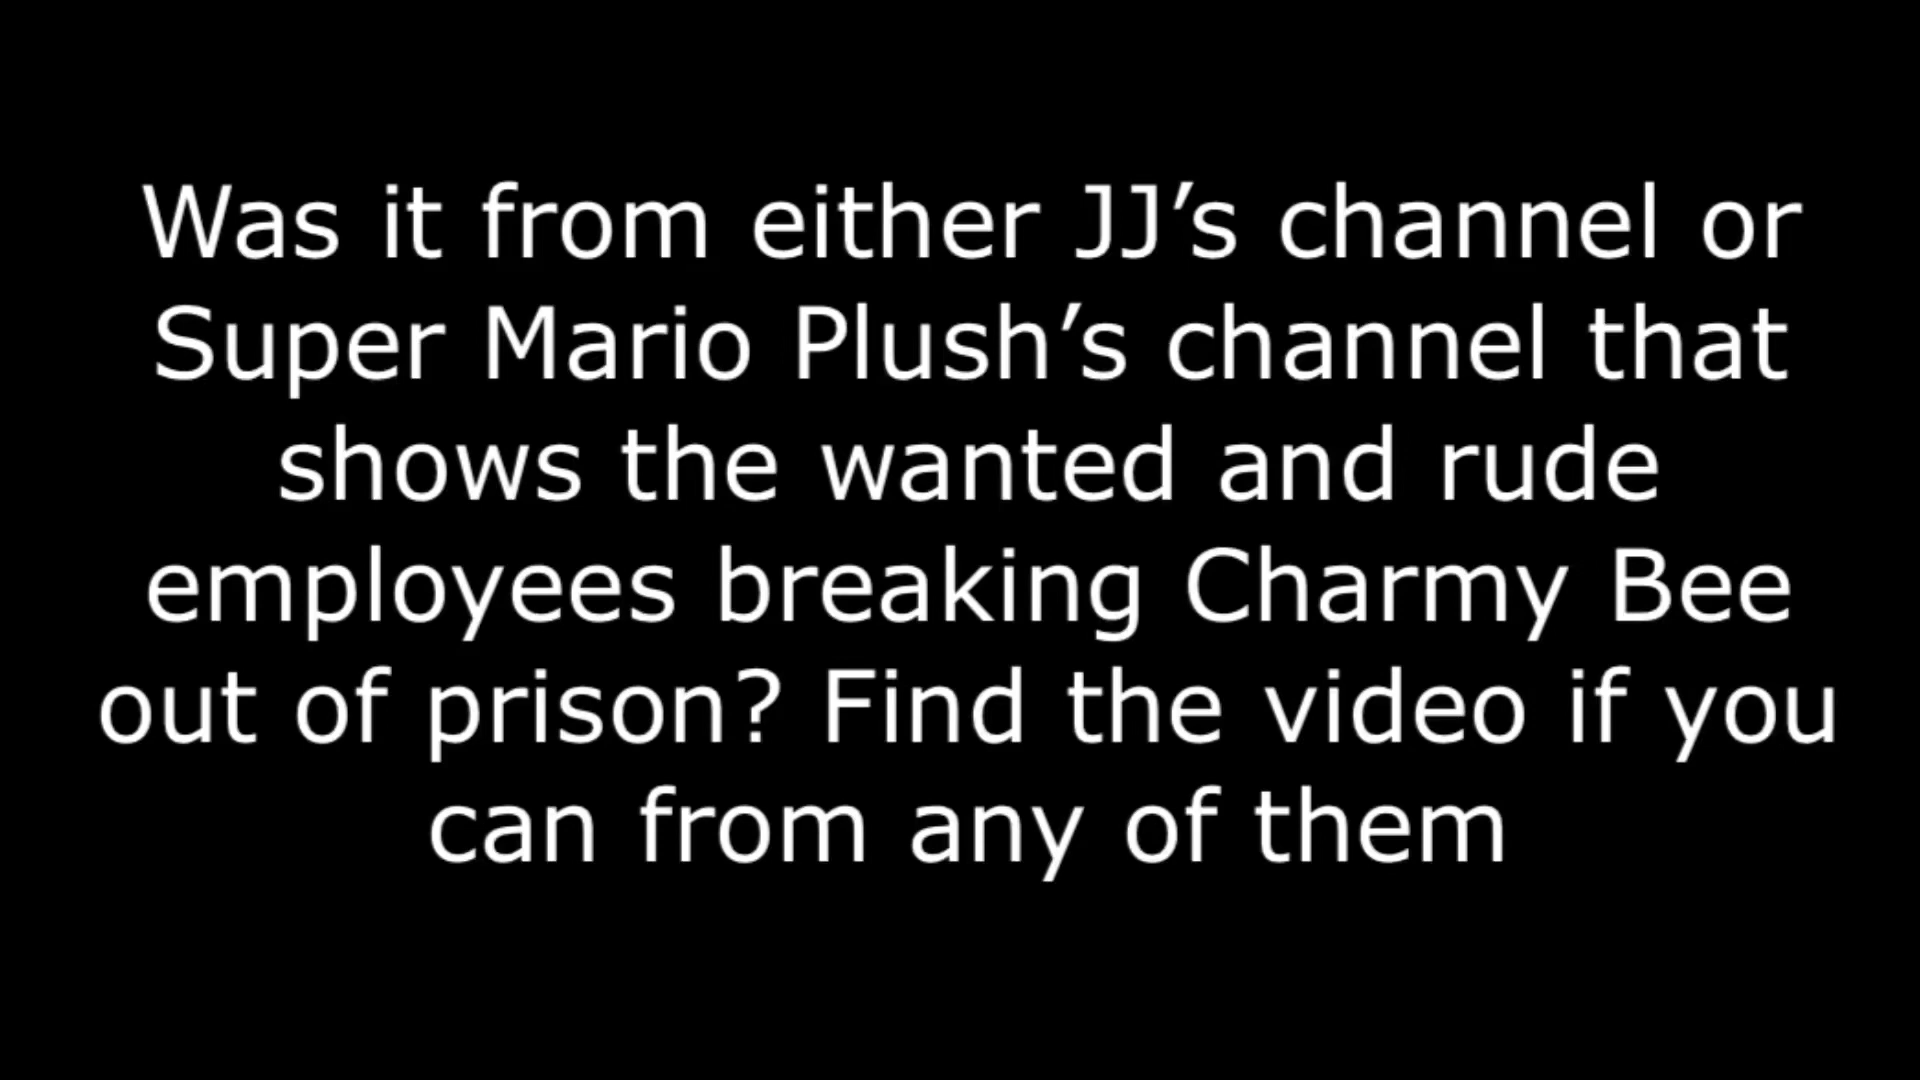 Was it from either JJ’s channel or
Super Mario Plush’s channel that
shows the wanted and rude
employees breaking Charmy Bee
out of prison? Find the video if you
can from any of them